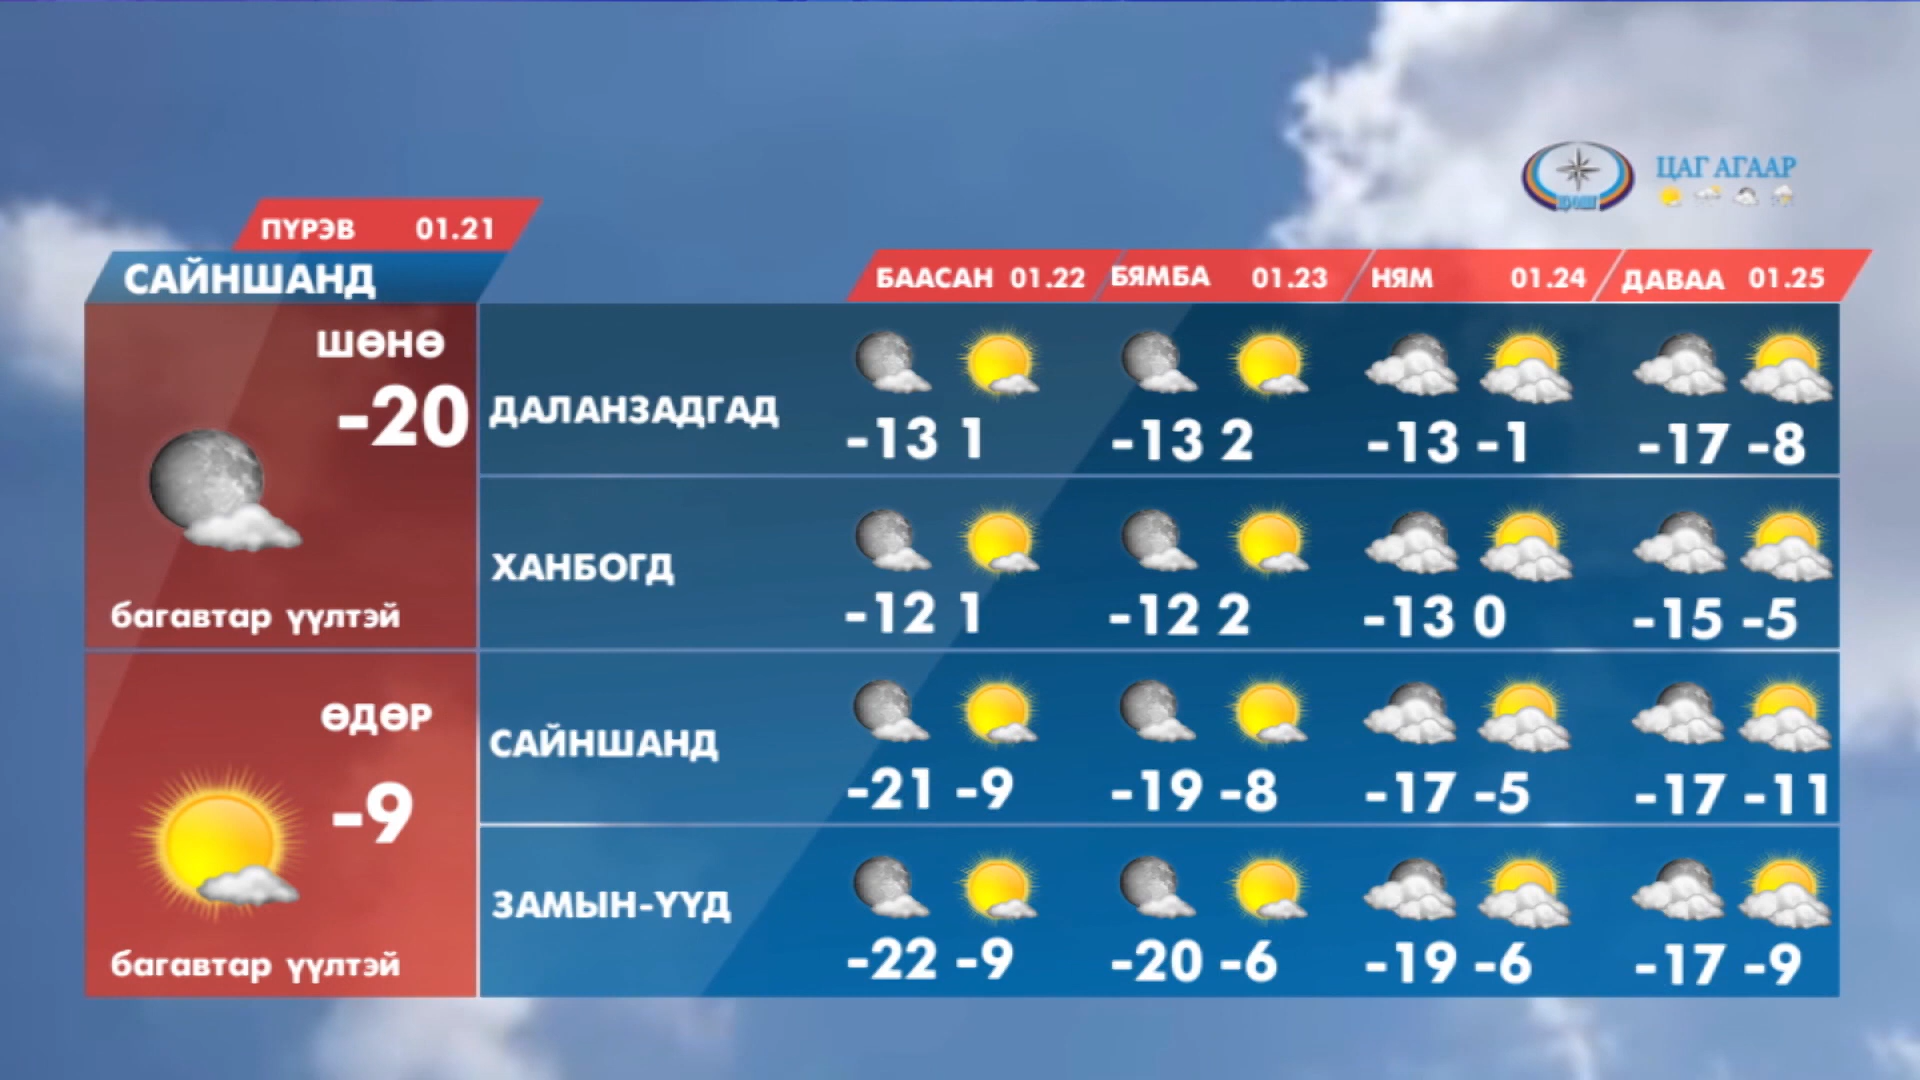 ЦАГ АГААР
ПҮРЭВ 01.21
САЙНШАНД
ШӨНӨ
-20
багавтар үүлтэй
ӨДӨР
-9
багавтар үүлтэй
БААСАН 01.22 БЯМБА 01.23 НЯМ 01.24 ДАВАА 01.25
ДАЛАНЗАДГАД -13 1 -13 2 -13 -1 -17 -8
ХАНБОГД -12 1 -12 2 -13 0 -15 -5
САЙНШАНД -21 -9 -19 -8 -17 -5 -17 -11
ЗАМЫН-ҮҮД -22 -9 -20 -6 -19 -6 -17 -9